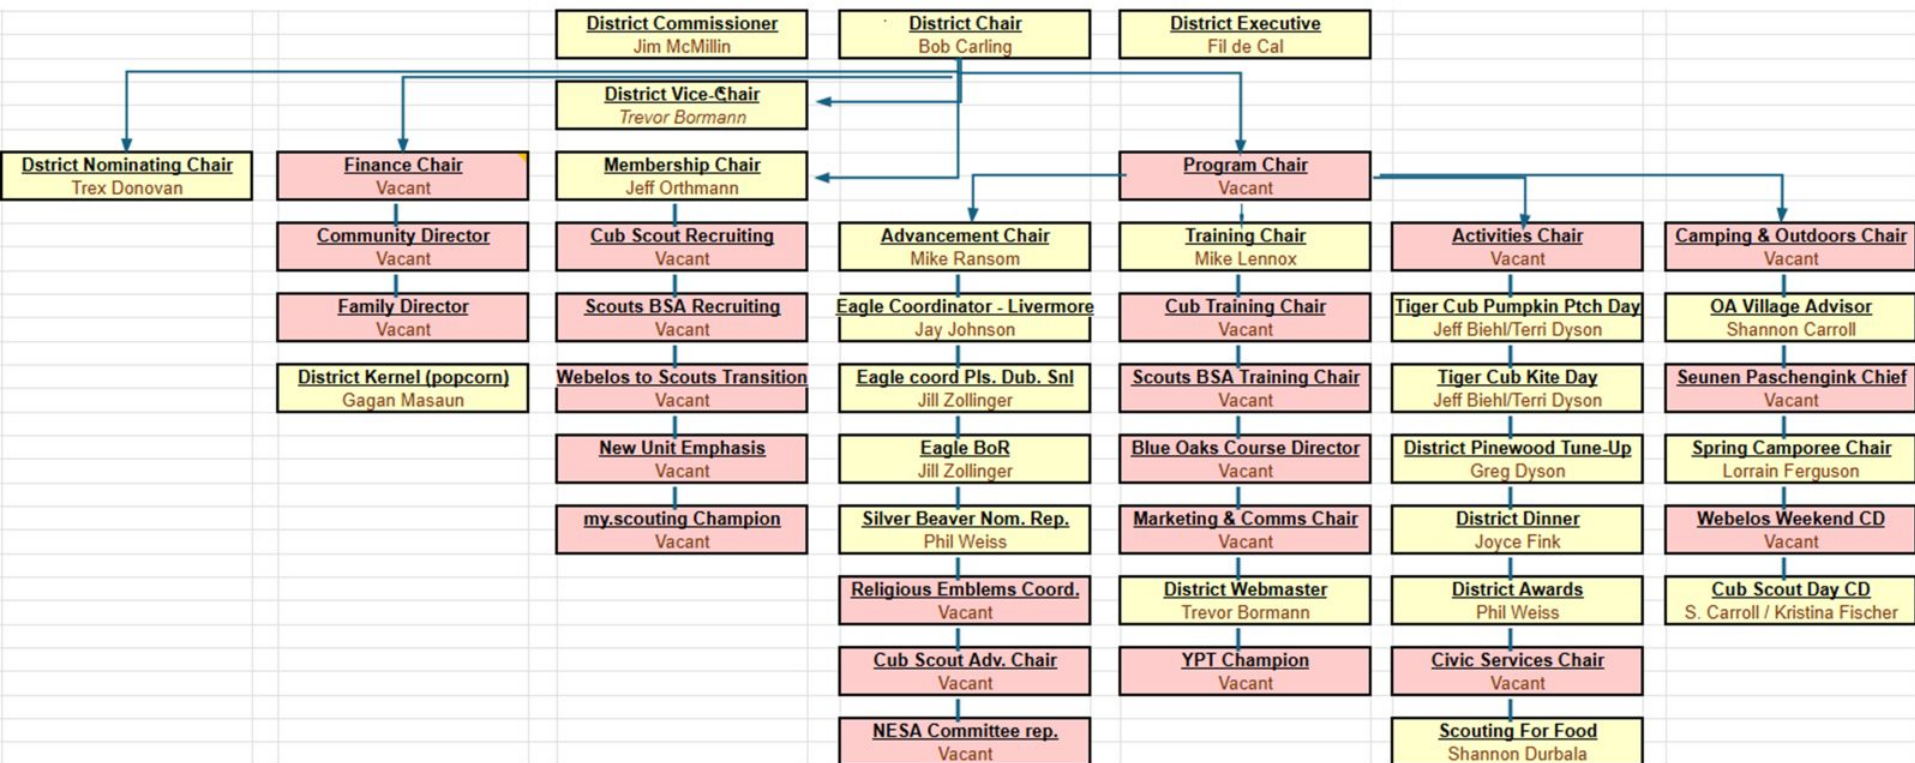 District Commissioner
Jim McMillin
District Chair
Bob Carling
District Executive
Fil de Cal
District Vice-Chair
Trevor Bormann
Dstrict Nominating Chair
Trex Donovan
Finance Chair
Vacant
Membership Chair
Jeff Orthmann
Program Chair
Vacant
Community Director
Vacant
Cub Scout Recruiting
Vacant
Advancement Chair
Mike Ransom
Training Chair
Mike Lennox
Activities Chair
Vacant
Camping & Outdoors Chair
Vacant
Family Director
Vacant
Scouts BSA Recruiting
Vacant
Eagle Coordinator - Livermore
Jay Johnson
Cub Training Chair
Vacant
Tiger Cub Pumpkin Ptch Day
Jeff Biehl/Terri Dyson
OA Village Advisor
Shannon Carroll
District Kernel (popcorn)
Gagan Masaun
Webelos to Scouts Transition
Vacant
Eagle coord Pls. Dub. Snl
Jill Zollinger
Scouts BSA Training Chair
Vacant
Tiger Cub Kite Day
Jeff Biehl/Terri Dyson
Seunen Paschengink Chief
Vacant
New Unit Emphasis
Vacant
Eagle BoR
Jill Zollinger
Blue Oaks Course Director
Vacant
District Pinewood Tune-Up
Greg Dyson
Spring Camporee Chair
Lorrain Ferguson
my.scouting Champion
Vacant
Silver Beaver Nom. Rep.
Phil Weiss
Marketing & Comms Chair
Vacant
District Dinner
Joyce Fink
Webelos Weekend CD
Vacant
Religious Emblems Coord.
Vacant
District Webmaster
Trevor Bormann
District Awards
Phil Weiss
Cub Scout Day CD
S. Carroll / Kristina Fischer
Cub Scout Adv. Chair
Vacant
YPT Champion
Vacant
Civic Services Chair
Vacant
NESA Committee rep.
Vacant
Scouting For Food
Shannon Durbala